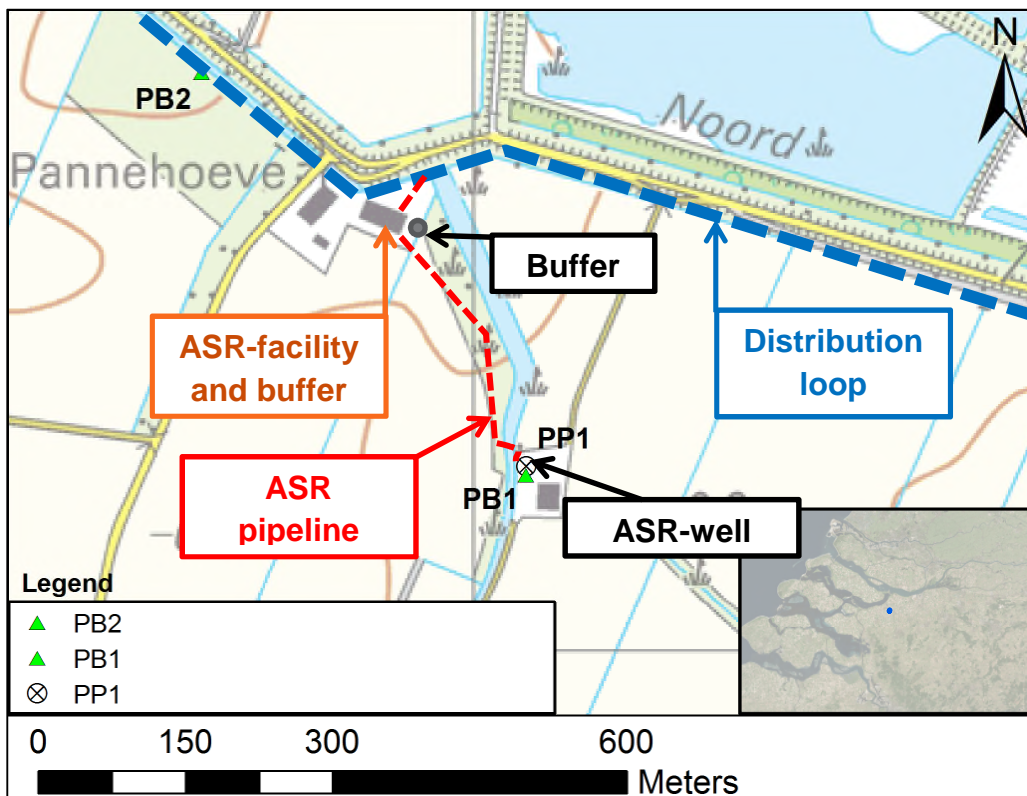 N
PB2
Noord
Pannehoeve
Buffer
ASR-facility
and buffer
Distribution
loop
PP1
ASR
pipeline
PB1
ASR-well
Legend
PB2
PB1
PP1
0 150 300 600
Meters